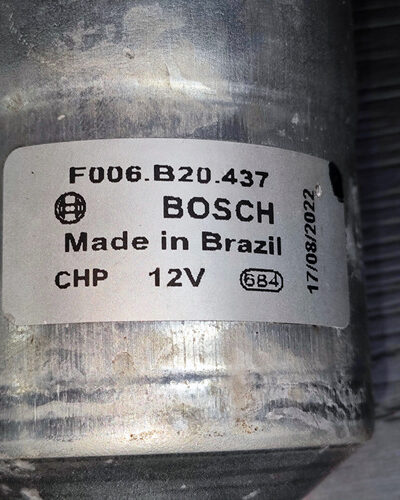 F006.B20.437
BOSCH
Made in Brazil
CHP 12V 684
17/08/2022